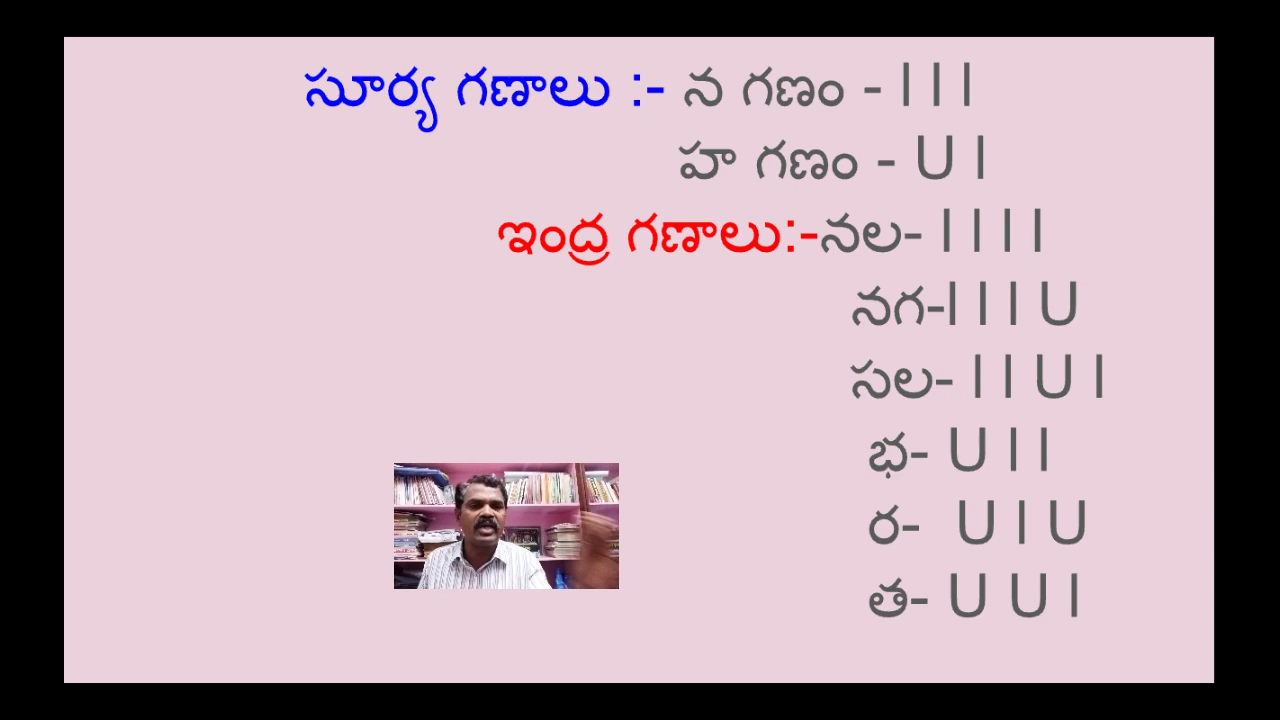 సూర్య గణాలు :- న గణం - I I I
హ గణం - U I
ఇంద్ర గణాలు:-నల- I I I I
నగ-I I I U
సల- I I U I
భ- U I I
ర- U I U
త- U U I